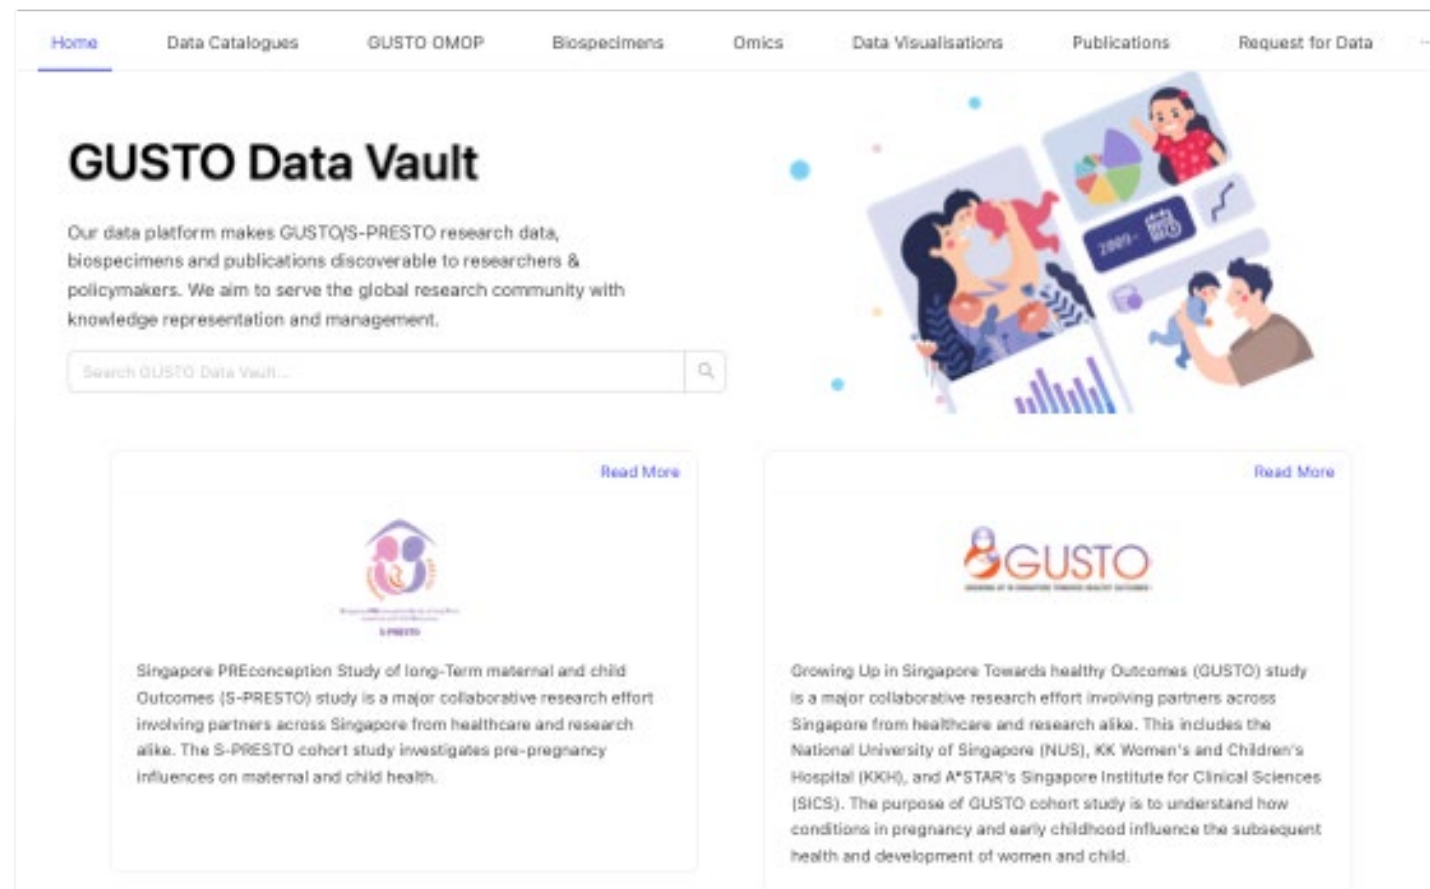 Home
Data Catalogues
GUSTO OMOP
Biospecimens
Omics
Data Visualisations
Publications
Request for Data
GUSTO Data Vault
Our data platform makes GUSTO/S-PRESTO research data,
biospecimens and publications discoverable to researchers &
policymakers. We aim to serve the global research community with
knowledge representation and management.
Search GUSTO Data Vault...
2009-
Read More
S-PRESTO
Singapore PREconception Study of long-Term maternal and child
Outcomes (S-PRESTO) study is a major collaborative research effort
involving partners across Singapore from healthcare and research
alike. The S-PRESTO cohort study investigates pre-pregnancy
influences on maternal and child health.
Read More
GUSTO
GROWING UP IN SINGAPORE TOWARDS HEALTHY OUTCOMES
Growing Up in Singapore Towards healthy Outcomes (GUSTO) study
is a major collaborative research effort involving partners across
Singapore from healthcare and research alike. This includes the
National University of Singapore (NUS), KK Women's and Children's
Hospital (KKH), and A*STAR's Singapore Institute for Clinical Sciences
(SICS). The purpose of GUSTO cohort study is to understand how
conditions in pregnancy and early childhood influence the subsequent
health and development of women and child.